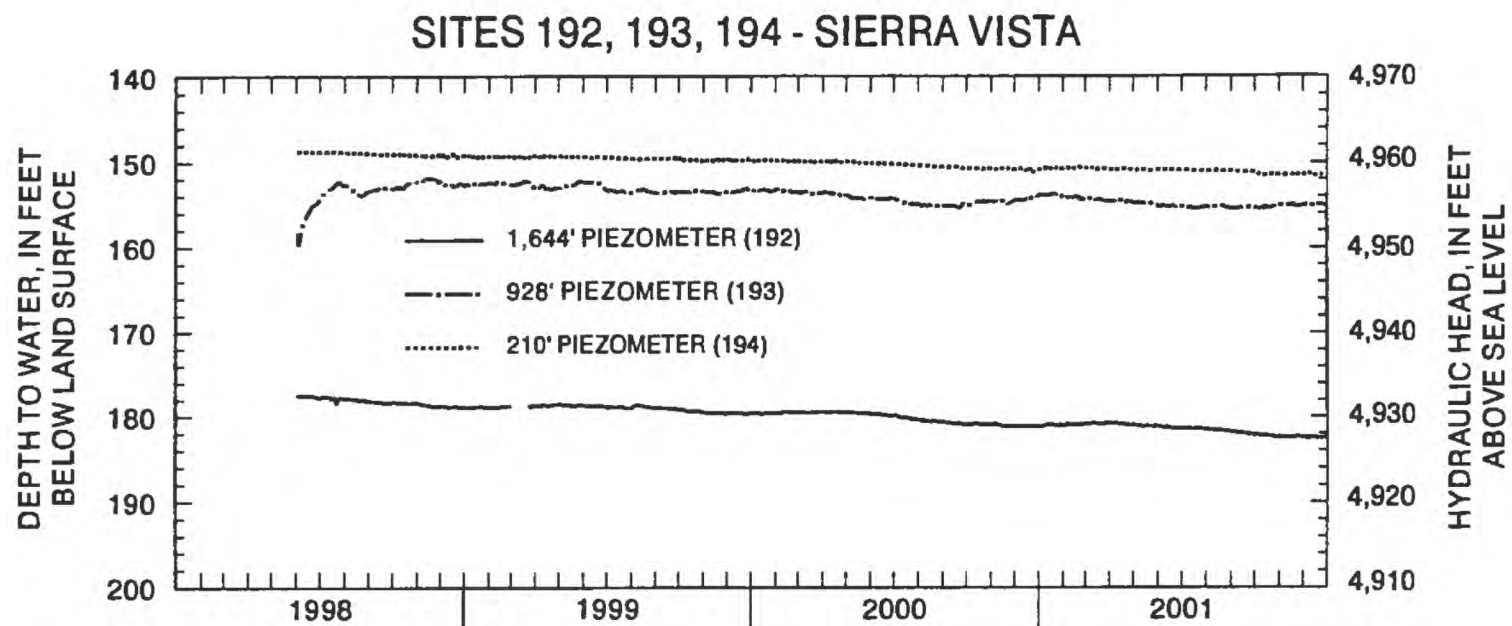 SITES 192, 193, 194 - SIERRA VISTA
DEPTH TO WATER, IN FEET
BELOW LAND SURFACE
140
150
160
170
180
190
200
1,644' PIEZOMETER (192)
928' PIEZOMETER (193)
210' PIEZOMETER (194)
4,970
4,960
4,950
4,940
4,930
4,920
4,910
HYDRAULIC HEAD, IN FEET
ABOVE SEA LEVEL
1998
1999
2000
2001